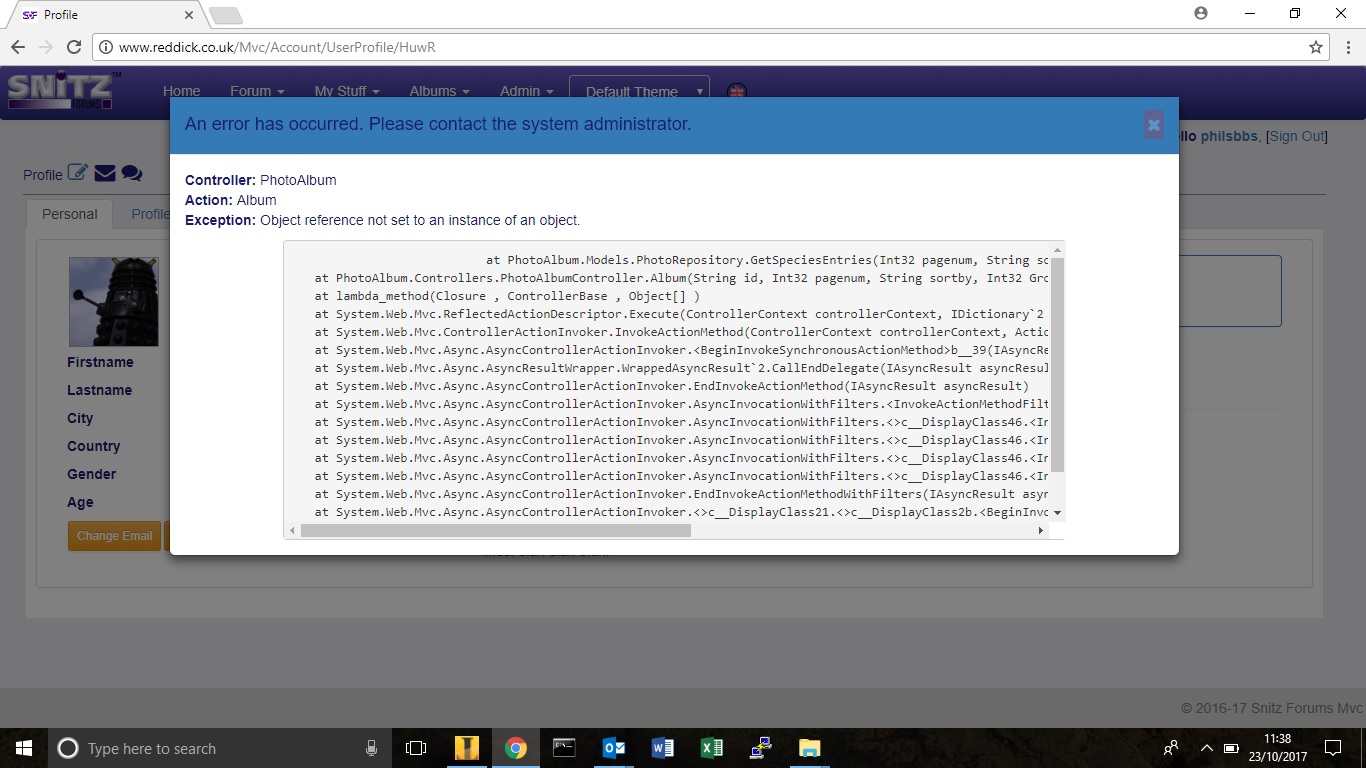 S*F Profile
www.reddick.co.uk/Mvc/Account/UserProfile/HuwR
SNiTZ™
FORUMS
Home Forum My Stuff Albums Admin Default Theme
An error has occurred. Please contact the system administrator.
llo philsbbs, [Sign Out]
Profile
Personal Profile
Controller: PhotoAlbum
Action: Album
Exception: Object reference not set to an instance of an object.
at PhotoAlbum.Models.PhotoRepository.GetSpeciesEntries(Int32 pagenum, String so
at PhotoAlbum.Controllers.PhotoAlbumController.Album(String id, Int32 pagenum, String sortby, Int32 Gro
at lambda_method(Closure , ControllerBase , Object[] )
at System.Web.Mvc.ReflectedActionDescriptor.Execute(ControllerContext controllerContext, IDictionary`2
at System.Web.Mvc.ControllerActionInvoker.InvokeActionMethod(ControllerContext controllerContext, Actio
at System.Web.Mvc.Async.AsyncControllerActionInvoker.<BeginInvokeSynchronousActionMethod>b__39(IAsyncRe
at System.Web.Mvc.Async.AsyncResultWrapper.WrappedAsyncResult`2.CallEndDelegate(IAsyncResult asyncResul
at System.Web.Mvc.Async.AsyncControllerActionInvoker.EndInvokeActionMethod(IAsyncResult asyncResult)
at System.Web.Mvc.Async.AsyncControllerActionInvoker.AsyncInvocationWithFilters.<InvokeActionMethodFilt
at System.Web.Mvc.Async.AsyncControllerActionInvoker.AsyncInvocationWithFilters.<>c__DisplayClass46.<In
at System.Web.Mvc.Async.AsyncControllerActionInvoker.AsyncInvocationWithFilters.<>c__DisplayClass46.<In
at System.Web.Mvc.Async.AsyncControllerActionInvoker.AsyncInvocationWithFilters.<>c__DisplayClass46.<In
at System.Web.Mvc.Async.AsyncControllerActionInvoker.AsyncInvocationWithFilters.<>c__DisplayClass46.<In
at System.Web.Mvc.Async.AsyncControllerActionInvoker.EndInvokeActionMethodWithFilters(IAsyncResult asyn
at System.Web.Mvc.Async.AsyncControllerActionInvoker.<>c__DisplayClass21.<>c__DisplayClass2b.<BeginInvo
Firstname
Lastname
City
Country
Gender
Age
Change Email
© 2016-17 Snitz Forums Mvc
Type here to search
11:38
23/10/2017